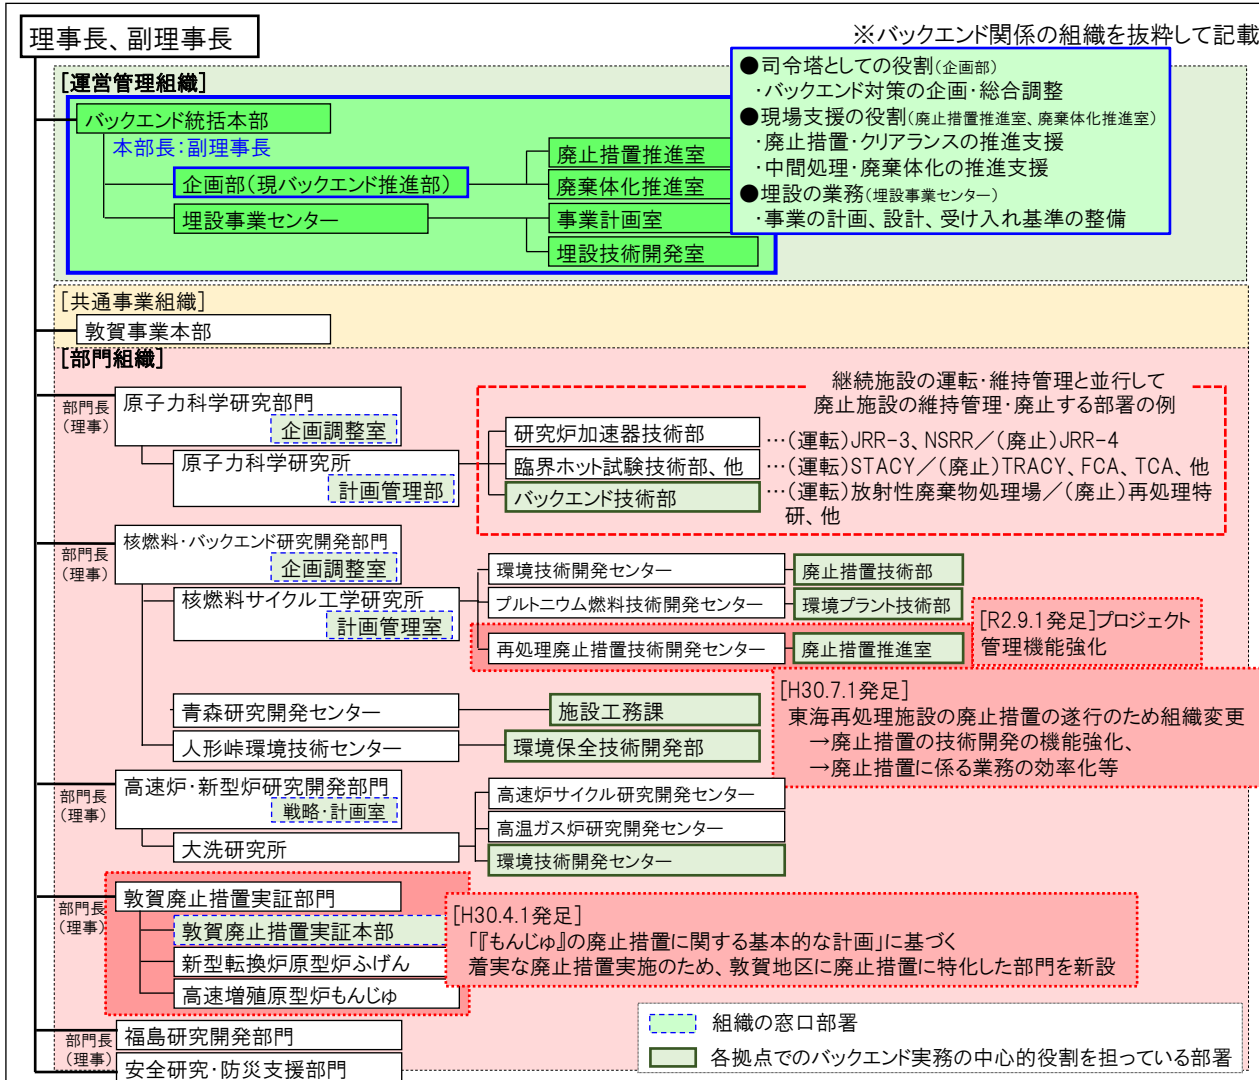 理事長、副理事長
※バックエンド関係の組織を抜粋して記載
[運営管理組織]
バックエンド統括本部
本部長：副理事長
企画部（現バックエンド推進部）
埋設事業センター
廃止措置推進室
廃棄体化推進室
事業計画室
埋設技術開発室
●司令塔としての役割（企画部）
・バックエンド対策の企画・総合調整
●現場支援の役割（廃止措置推進室、廃棄体化推進室）
・廃止措置・クリアランスの推進支援
・中間処理・廃棄体化の推進支援
●埋設の業務（埋設事業センター）
・事業の計画、設計、受け入れ基準の整備
[共通事業組織]
敦賀事業本部
[部門組織]
部門長
（理事）
原子力科学研究部門
企画調整室
原子力科学研究所
計画管理部
継続施設の運転・維持管理と並行して
廃止施設の維持管理・廃止する部署の例
研究炉加速器技術部
…（運転）JRR-3、NSRR／（廃止）JRR-4
臨界ホット試験技術部、他
…（運転）STACY／（廃止）TRACY、FCA、TCA、他
バックエンド技術部
…（運転）放射性廃棄物処理場／（廃止）再処理特
研、他
部門長
（理事）
核燃料・バックエンド研究開発部門
企画調整室
核燃料サイクル工学研究所
計画管理室
環境技術開発センター
廃止措置技術部
プルトニウム燃料技術開発センター
環境プラント技術部
再処理廃止措置技術開発センター
廃止措置推進室
[R2.9.1発足]プロジェクト
管理機能強化
青森研究開発センター
施設工務課
人形峠環境技術センター
環境保全技術開発部
[H30.7.1発足]
東海再処理施設の廃止措置の遂行のため組織変更
→廃止措置の技術開発の機能強化、
→廃止措置に係る業務の効率化等
部門長
（理事）
高速炉・新型炉研究開発部門
戦略・計画室
大洗研究所
高速炉サイクル研究開発センター
高温ガス炉研究開発センター
環境技術開発センター
部門長
（理事）
敦賀廃止措置実証部門
敦賀廃止措置実証本部
新型転換炉原型炉ふげん
高速増殖原型炉もんじゅ
[H30.4.1発足]
「『もんじゅ』の廃止措置に関する基本的な計画」に基づく
着実な廃止措置実施のため、敦賀地区に廃止措置に特化した部門を新設
部門長
（理事）
福島研究開発部門
安全研究・防災支援部門
組織の窓口部署
各拠点でのバックエンド実務の中心的役割を担っている部署